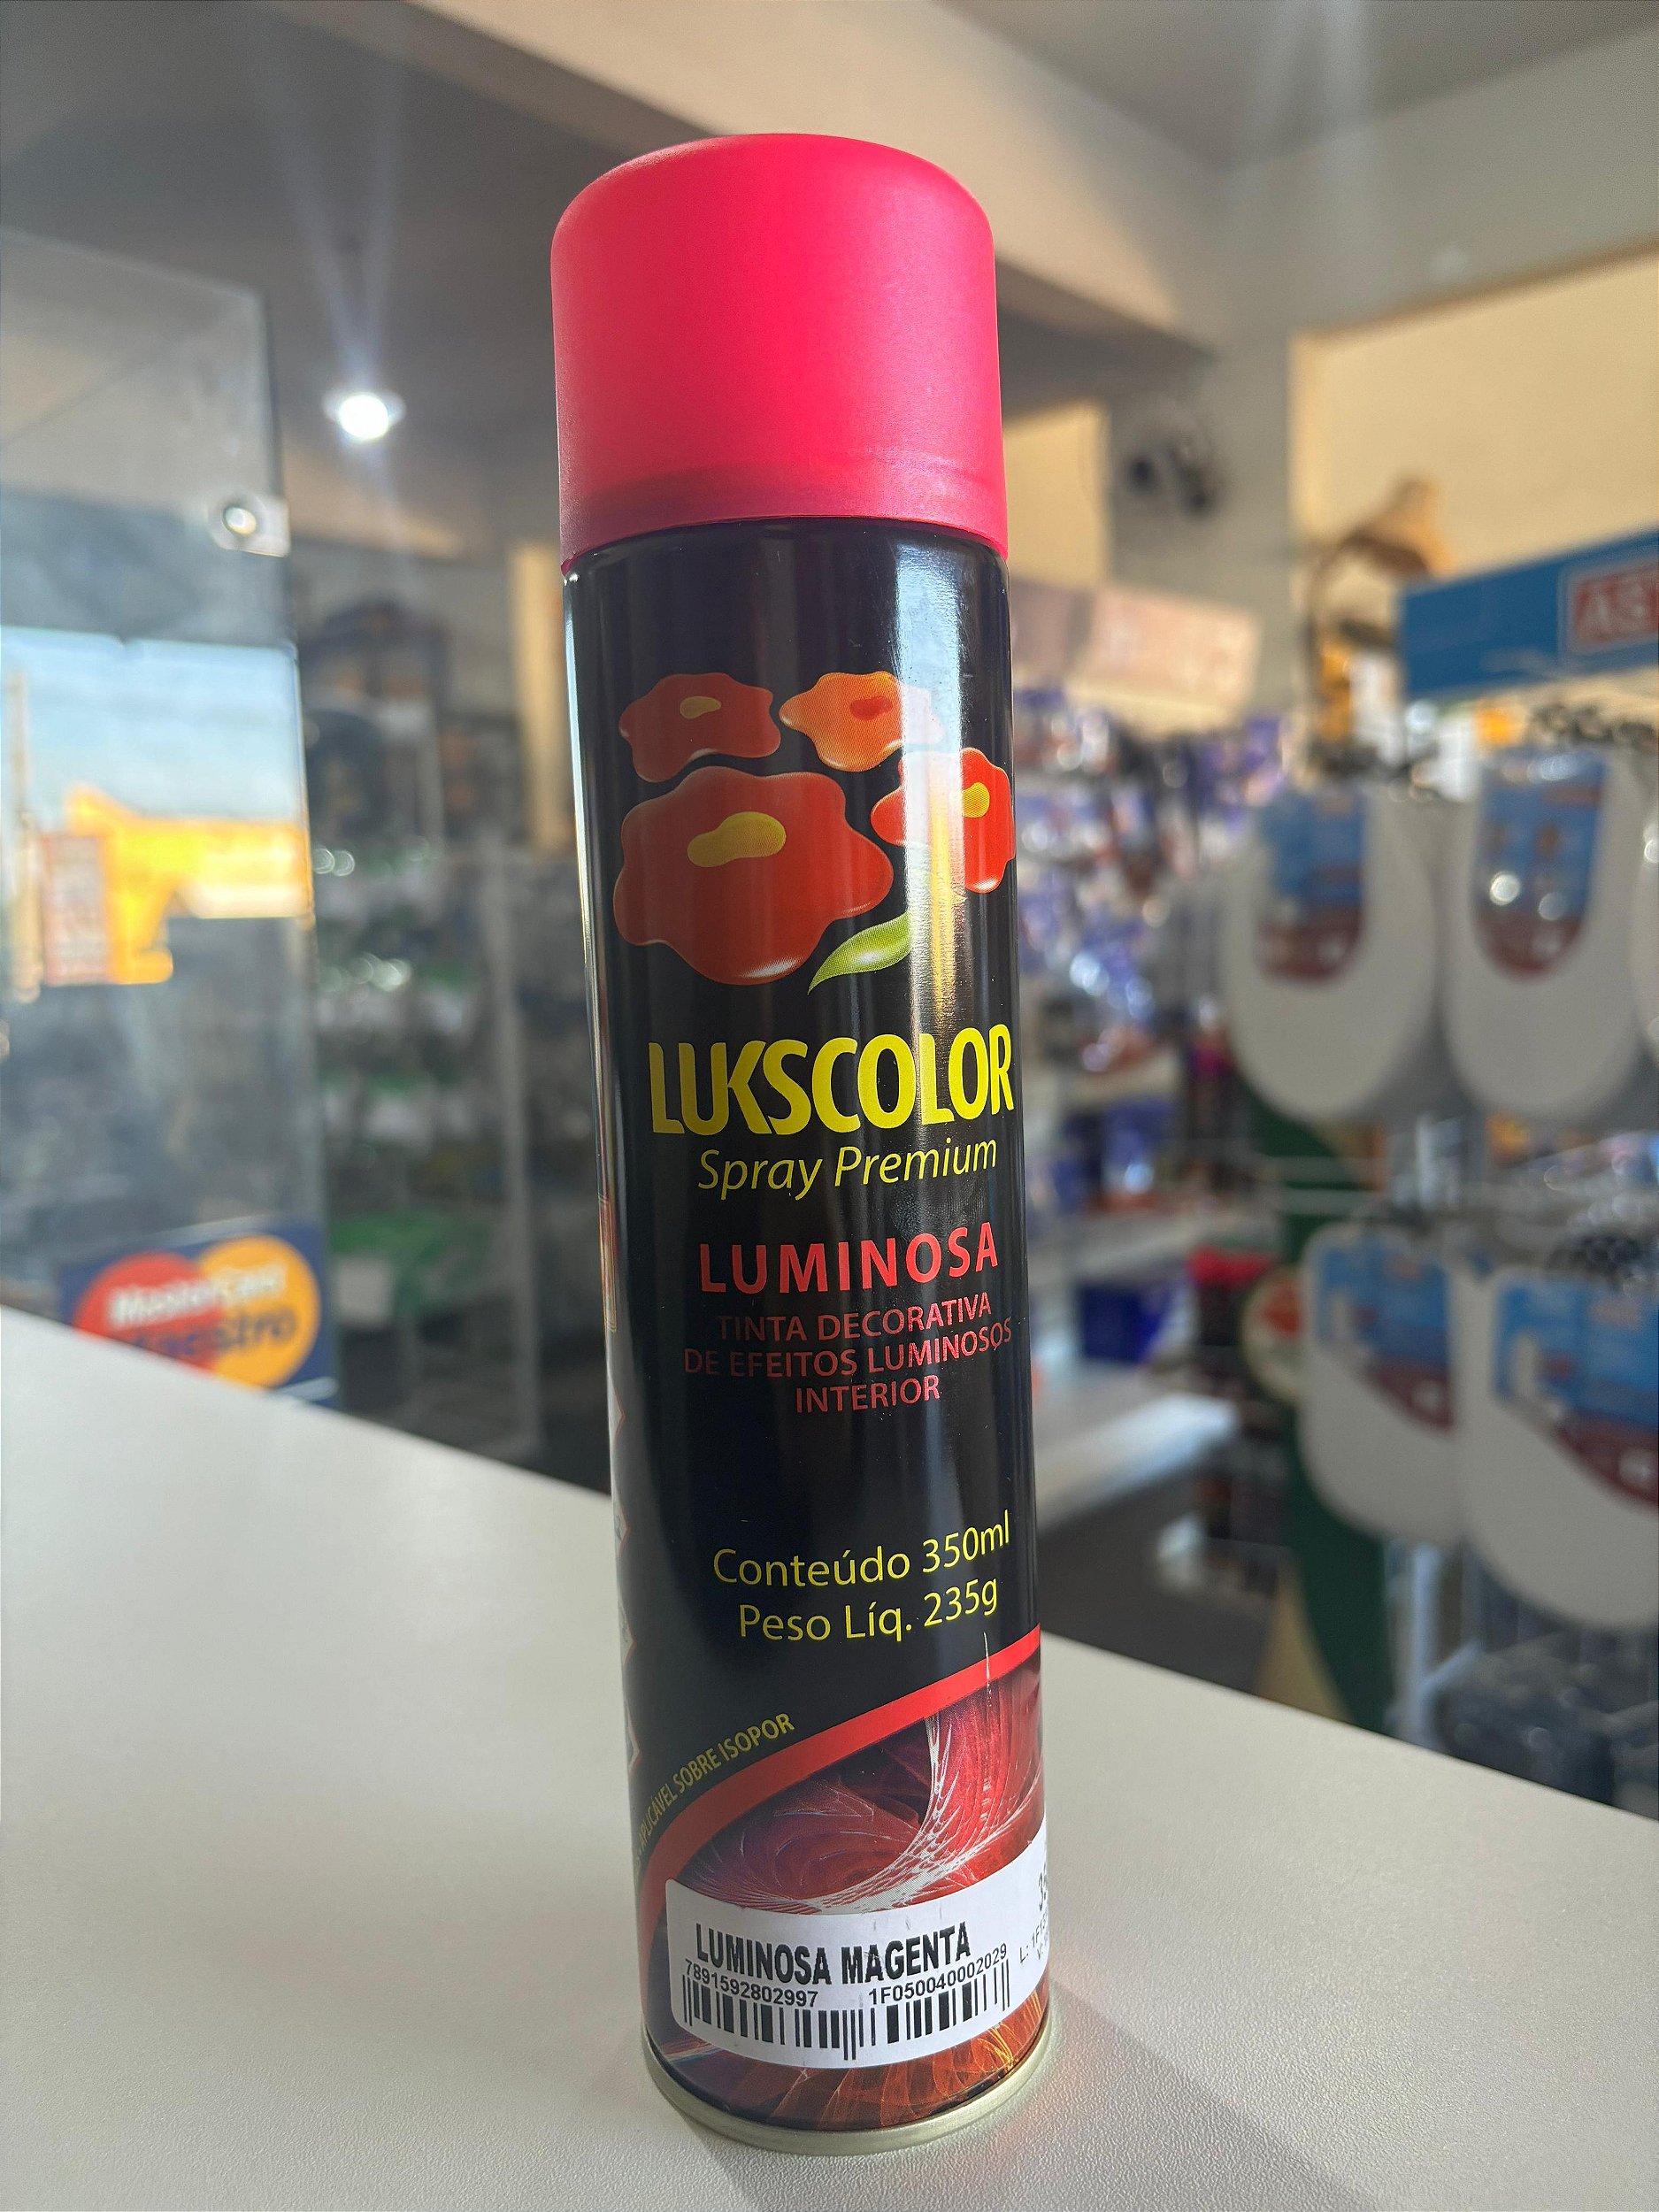 LUKSCOLOR
Spray Premium
LUMINOSA
TINTA DECORATIVA
DE EFEITOS LUMINOSOS
INTERIOR
Conteúdo 350ml
Peso Líq. 235g
SOBRE ISOPOR
LUMINOSA MAGENTA
7891592802997 1F050040002029
MasterCard
Maestro